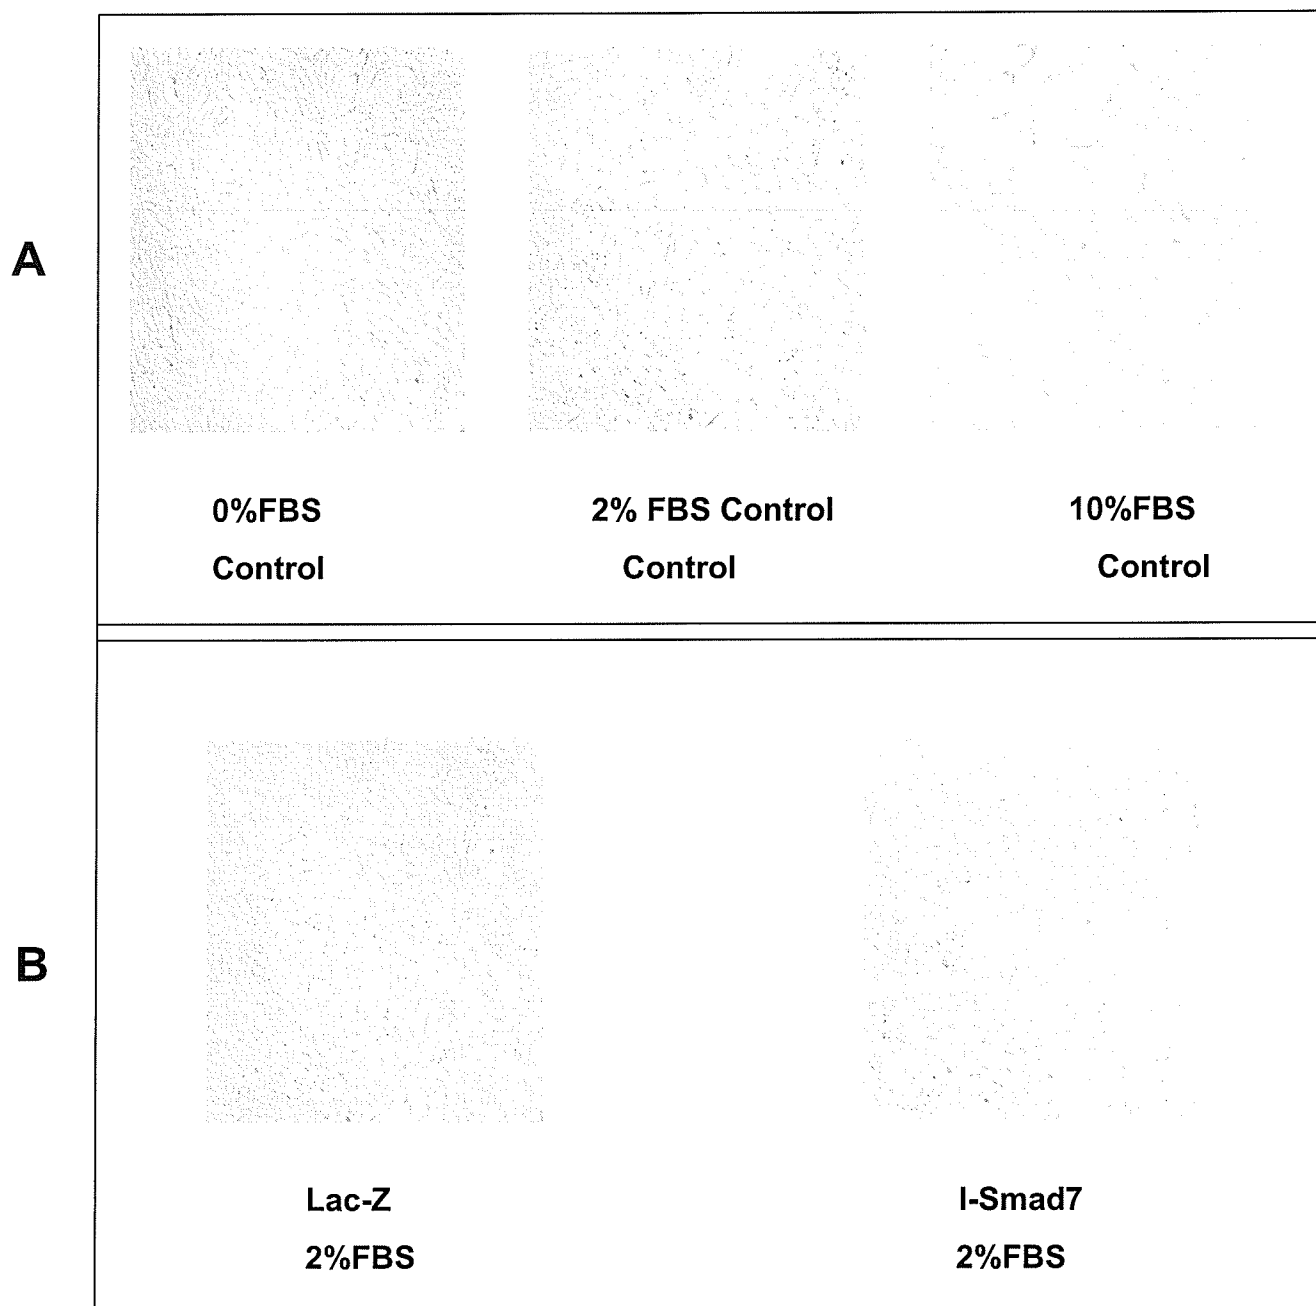 A
0%FBS
2% FBS Control
10%FBS
Control
Control
Control
B
Lac-Z
I-Smad7
2%FBS
2%FBS